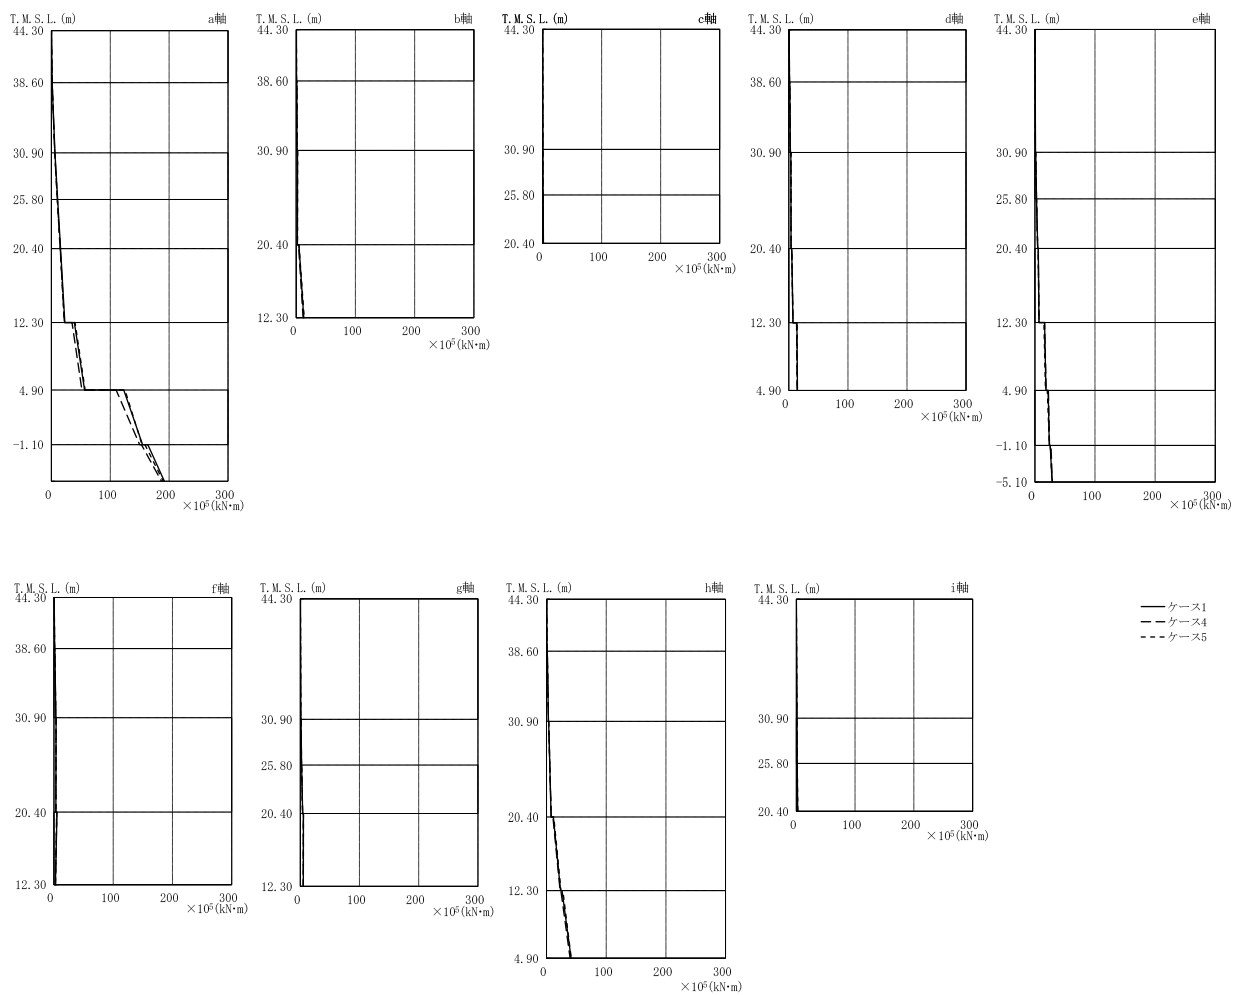 T.M.S.L.(m) a軸
44.30
38.60
30.90
25.80
20.40
12.30
4.90
-1.10
0 100 200 300
×10⁵(kN·m)
T.M.S.L.(m) b軸
44.30
38.60
30.90
20.40
12.30
0 100 200 300
×10⁵(kN·m)
T.M.S.L.(m) c軸
44.30
30.90
25.80
20.40
0 100 200 300
×10⁵(kN·m)
T.M.S.L.(m) d軸
44.30
38.60
30.90
20.40
12.30
4.90
0 100 200 300
×10⁵(kN·m)
T.M.S.L.(m) e軸
44.30
30.90
25.80
20.40
12.30
4.90
-1.10
-5.10
0 100 200 300
×10⁵(kN·m)
T.M.S.L.(m) f軸
44.30
38.60
30.90
20.40
12.30
0 100 200 300
×10⁵(kN·m)
T.M.S.L.(m) g軸
44.30
30.90
25.80
20.40
12.30
0 100 200 300
×10⁵(kN·m)
T.M.S.L.(m) h軸
44.30
38.60
30.90
20.40
12.30
4.90
0 100 200 300
×10⁵(kN·m)
T.M.S.L.(m) i軸
44.30
30.90
25.80
20.40
0 100 200 300
×10⁵(kN·m)
ケース1
ケース4
ケース5